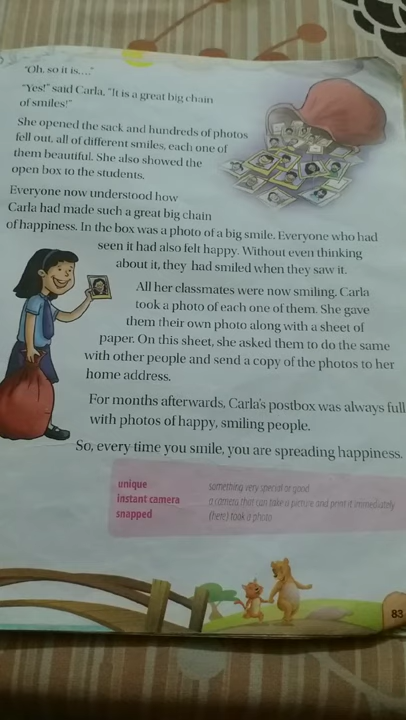 "Oh, so it is...."
"Yes!" said Carla, "It is a great big chain
of smiles!"
She opened the sack and hundreds of photos
fell out, all of different smiles, each one of
them beautiful. She also showed the
open box to the students.
Everyone now understood how
Carla had made such a great big chain
of happiness. In the box was a photo of a big smile. Everyone who had
seen it had also felt happy. Without even thinking
about it, they had smiled when they saw it.
All her classmates were now smiling. Carla
took a photo of each one of them. She gave
them their own photo along with a sheet of
paper. On this sheet, she asked them to do the same
with other people and send a copy of the photos to her
home address.
For months afterwards, Carla's postbox was always full
with photos of happy, smiling people.
So, every time you smile, you are spreading happiness.
unique something very special or good
instant camera a camera that can take a picture and print it immediately
snapped (here) took a photo
83